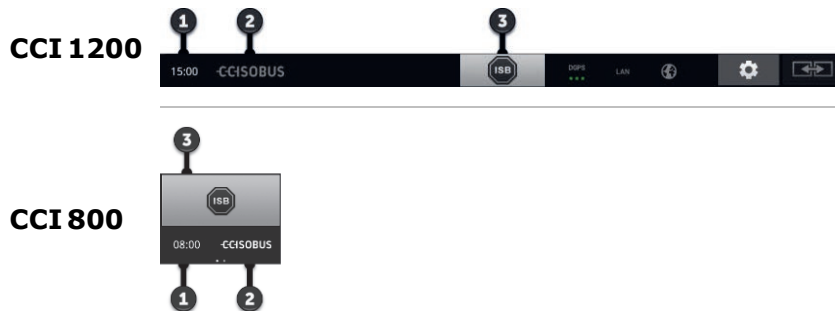 1 2 3
CCI 1200
15:00 CCISOBUS ISB DGPS LAN
3
CCI 800
ISB
08:00 CCISOBUS
1 2